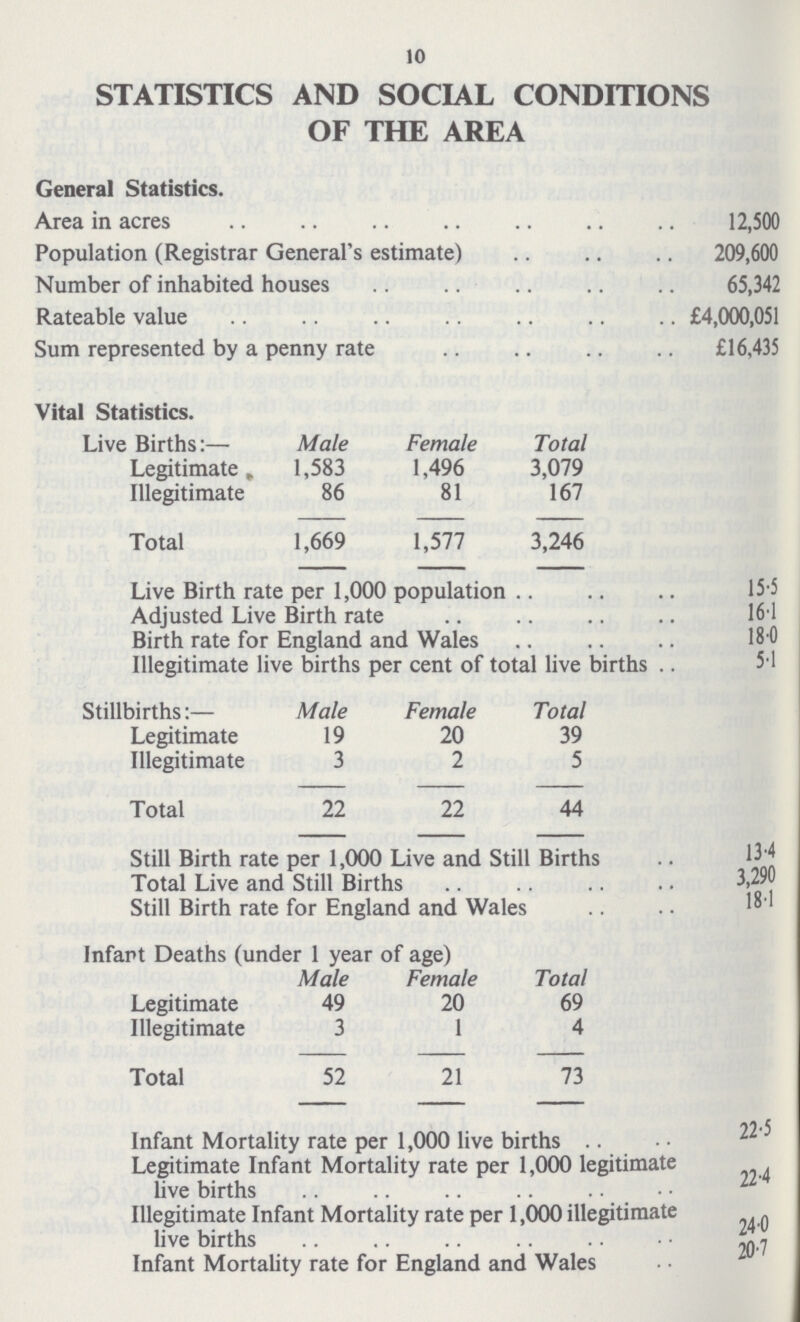 10
STATISTICS AND SOCIAL CONDITIONS
OF THE AREA
General Statistics.
Area in acres .. .. .. .. .. .. .. 12,500
Population (Registrar General's estimate) .. .. .. 209,600
Number of inhabited houses .. .. .. .. .. 65,342
Rateable value .. .. .. .. .. .. .. £4,000,051
Sum represented by a penny rate .. .. .. .. £16,435
Vital Statistics.
Live Births:— Male Female Total
Legitimate . 1,583 1,496 3,079
Illegitimate 86 81 167
Total 1,669 1,577 3,246
Live Birth rate per 1,000 population .. .. .. 15·5
Adjusted Live Birth rate .. .. .. .. 16·1
Birth rate for England and Wales .. .. .. 18·0
Illegitimate live births per cent of total live births .. 5·1
Stillbirths:— Male Female Total
Legitimate 19 20 39
Illegitimate 3 2 5
Total 22 22 44
Still Birth rate per 1,000 Live and Still Births .. 13·4
Total Live and Still Births .. .. .. .. 3,290
Still Birth rate for England and Wales .. .. 18·1
Infant Deaths (under 1 year of age)
Male Female Total
Legitimate 49 20 69
Illegitimate 3 1 4
Total 52 21 73
Infant Mortality rate per 1,000 live births .. .. 22·5
Legitimate Infant Mortality rate per 1,000 legitimate
live births .. .. .. .. .. .. 22·4
Illegitimate Infant Mortality rate per 1,000 illegitimate
live births .. .. .. .. .. .. 24·0
Infant Mortality rate for England and Wales .. 20·7